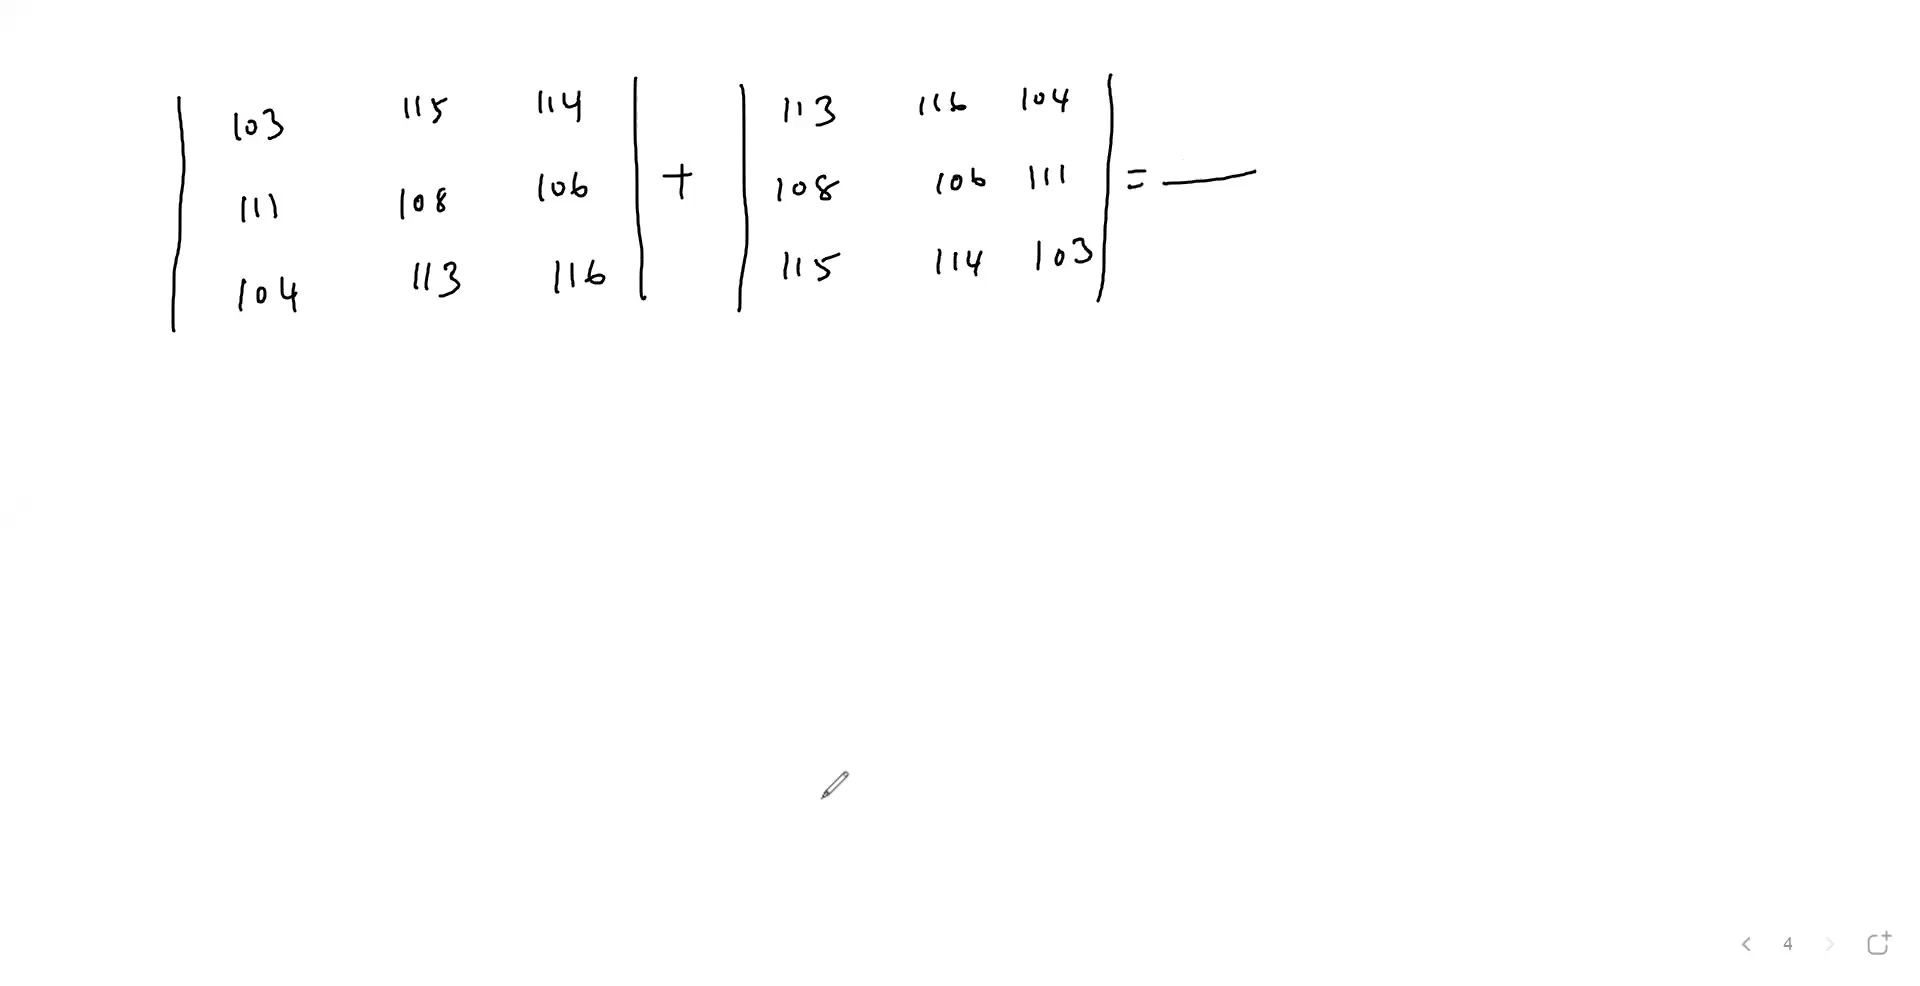 | 103 115 114 | + | 113 116 104 | = ___
| 111 108 106 | | 108 106 111 |
| 104 113 116 | | 115 114 103 |
4